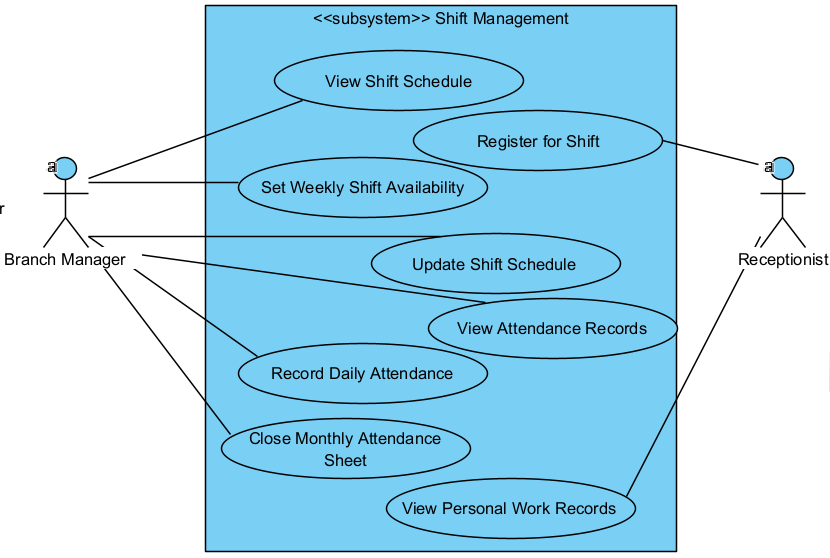 <<subsystem>> Shift Management
View Shift Schedule
Register for Shift
a
a
Set Weekly Shift Availability
r
Branch Manager
Update Shift Schedule
Receptionist
View Attendance Records
Record Daily Attendance
Close Monthly Attendance
Sheet
View Personal Work Records